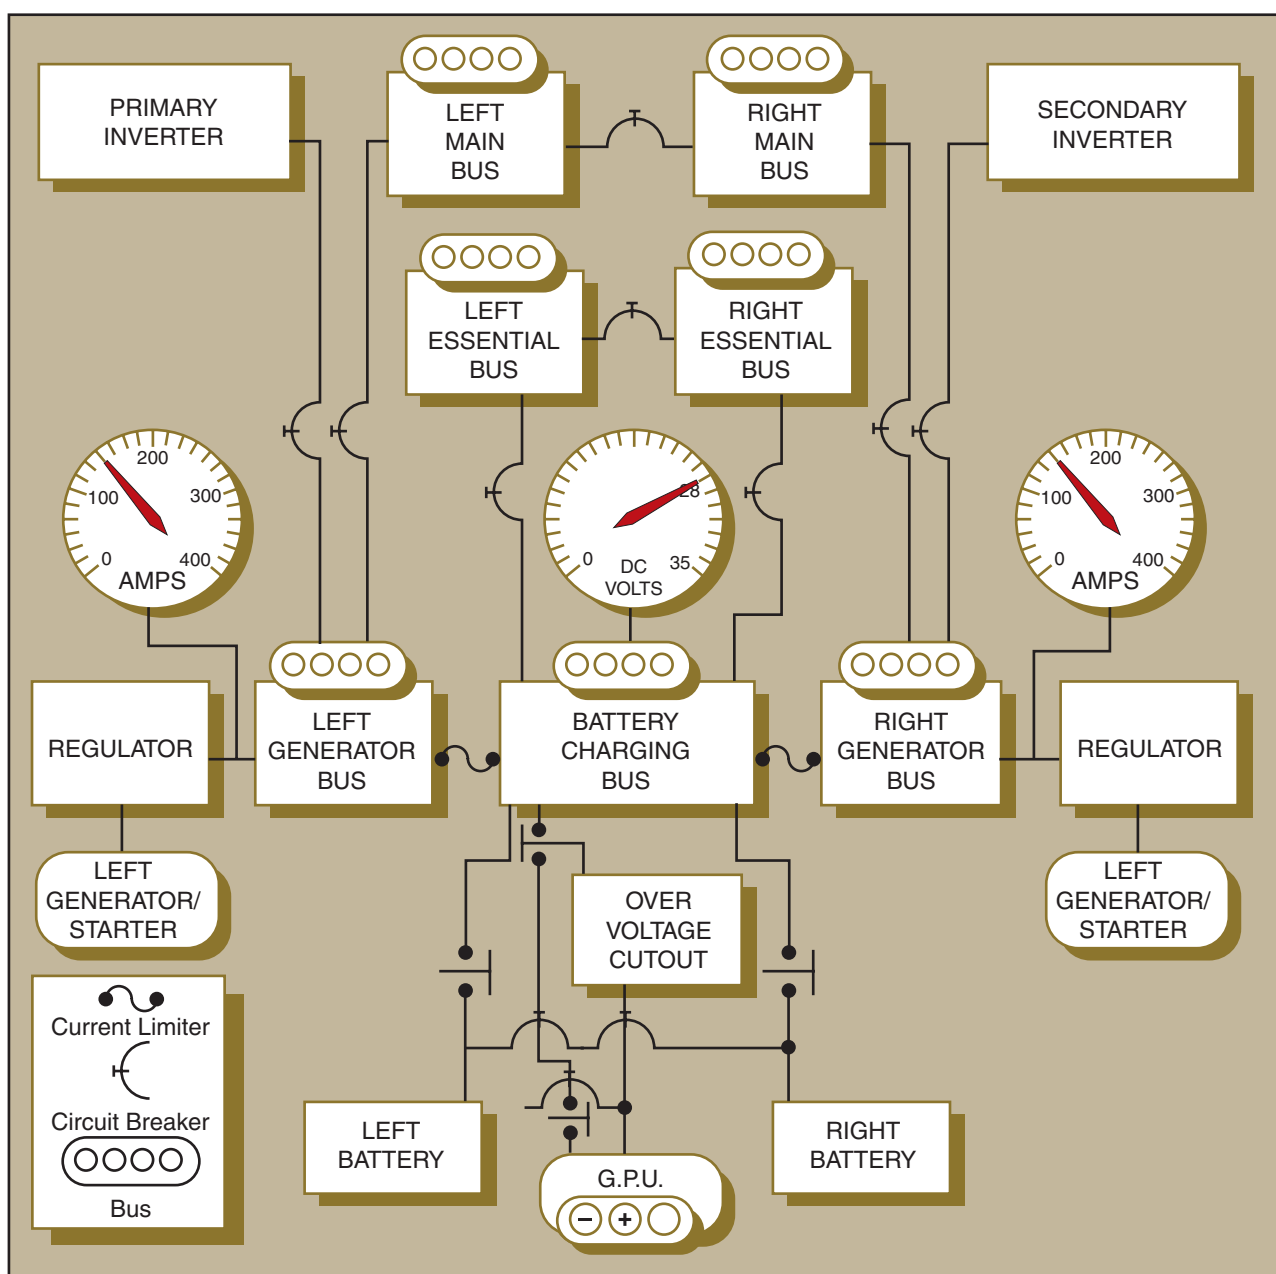 PRIMARY
INVERTER
LEFT
MAIN
BUS
RIGHT
MAIN
BUS
SECONDARY
INVERTER
LEFT
ESSENTIAL
BUS
RIGHT
ESSENTIAL
BUS
0
100
200
300
400
AMPS
0
28
35
DC
VOLTS
0
100
200
300
400
AMPS
REGULATOR
LEFT
GENERATOR
BUS
BATTERY
CHARGING
BUS
RIGHT
GENERATOR
BUS
REGULATOR
LEFT
GENERATOR/
STARTER
OVER
VOLTAGE
CUTOUT
LEFT
GENERATOR/
STARTER
Current Limiter
Circuit Breaker
Bus
LEFT
BATTERY
G.P.U.
− +
RIGHT
BATTERY